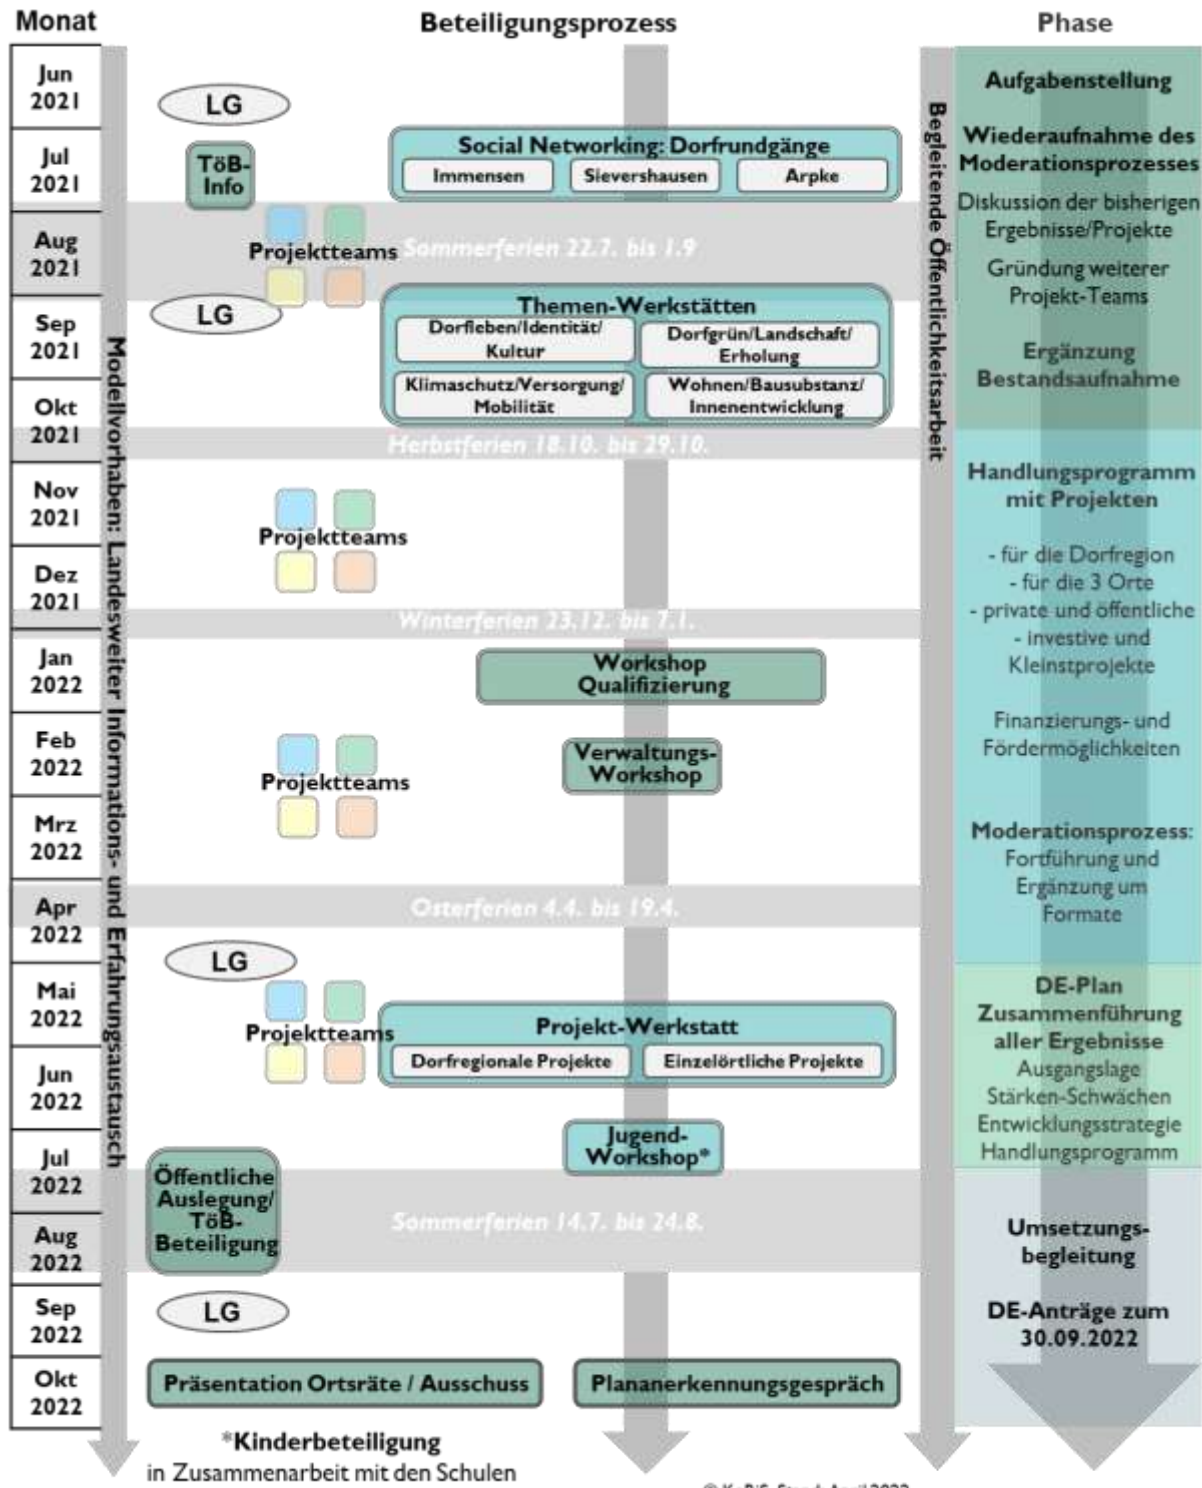 Monat
Beteiligungsprozess
Phase
Jun
2021
Jul
2021
Aug
2021
Sep
2021
Okt
2021
Nov
2021
Dez
2021
Jan
2022
Feb
2022
Mrz
2022
Apr
2022
Mai
2022
Jun
2022
Jul
2022
Aug
2022
Sep
2022
Okt
2022
Modellvorhaben: Landesweiter Informations- und Erfahrungsaustausch
LG
TöB-
Info
Social Networking: Dorfrundgänge
Immensen
Sievershausen
Arpke
Projektteams
Sommerferien 22.7. bis 1.9
LG
Themen-Werkstätten
Dorfleben/Identität/
Kultur
Dorfgrün/Landschaft/
Erholung
Klimaschutz/Versorgung/
Mobilität
Wohnen/Bausubstanz/
Innenentwicklung
Herbstferien 18.10. bis 29.10.
Projektteams
Winterferien 23.12. bis 7.1.
Workshop
Qualifizierung
Projektteams
Verwaltungs-
Workshop
Osterferien 4.4. bis 19.4.
LG
Projektteams
Projekt-Werkstatt
Dorfregionale Projekte
Einzelörtliche Projekte
Jugend-
Workshop*
Öffentliche
Auslegung/
TöB-
Beteiligung
Sommerferien 14.7. bis 24.8.
LG
Präsentation Ortsräte / Ausschuss
Plananerkennungsgespräch
*Kinderbeteiligung
in Zusammenarbeit mit den Schulen
Begleitende Öffentlichkeitsarbeit
Aufgabenstellung
Wiederaufnahme des
Moderationsprozesses
Diskussion der bisherigen
Ergebnisse/Projekte
Gründung weiterer
Projekt-Teams
Ergänzung
Bestandsaufnahme
Handlungsprogramm
mit Projekten
- für die Dorfregion
- für die 3 Orte
- private und öffentliche
- investive und
Kleinstprojekte
Finanzierungs- und
Fördermöglichkeiten
Moderationsprozess:
Fortführung und
Ergänzung um
Formate
DE-Plan
Zusammenführung
aller Ergebnisse
Ausgangslage
Stärken-Schwächen
Entwicklungsstrategie
Handlungsprogramm
Umsetzungs-
begleitung
DE-Anträge zum
30.09.2022